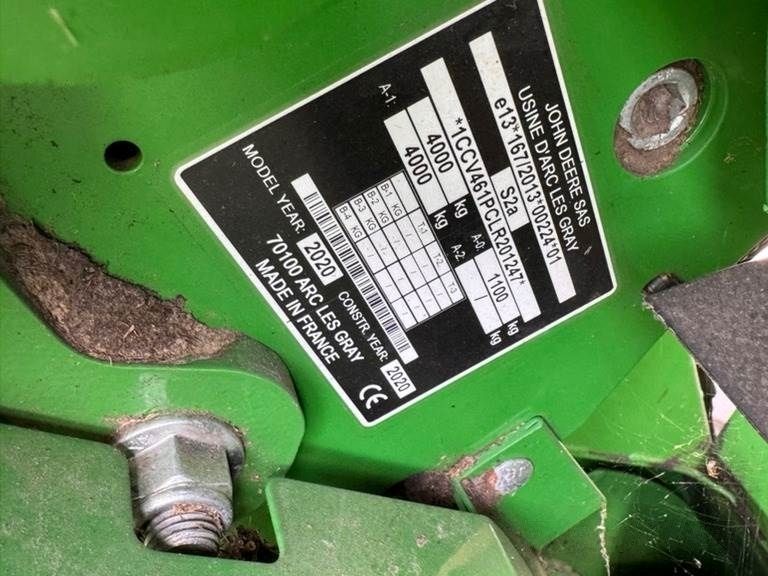 JOHN DEERE SAS
USINE D'ARC LES GRAY
e13*167/2013*00224*01
S2a
*1CCV461PCLR201247*
4000 kg A-0: 1100 kg
A-1: / 4000 kg A-2: / kg
T-1 T-2 T-3
B-1 KG / / /
B-2 KG / / /
B-3 KG / / /
B-4 KG / / /
MODEL YEAR: 2020 CONSTR. YEAR: 2020
70100 ARC LES GRAY
MADE IN FRANCE
CE